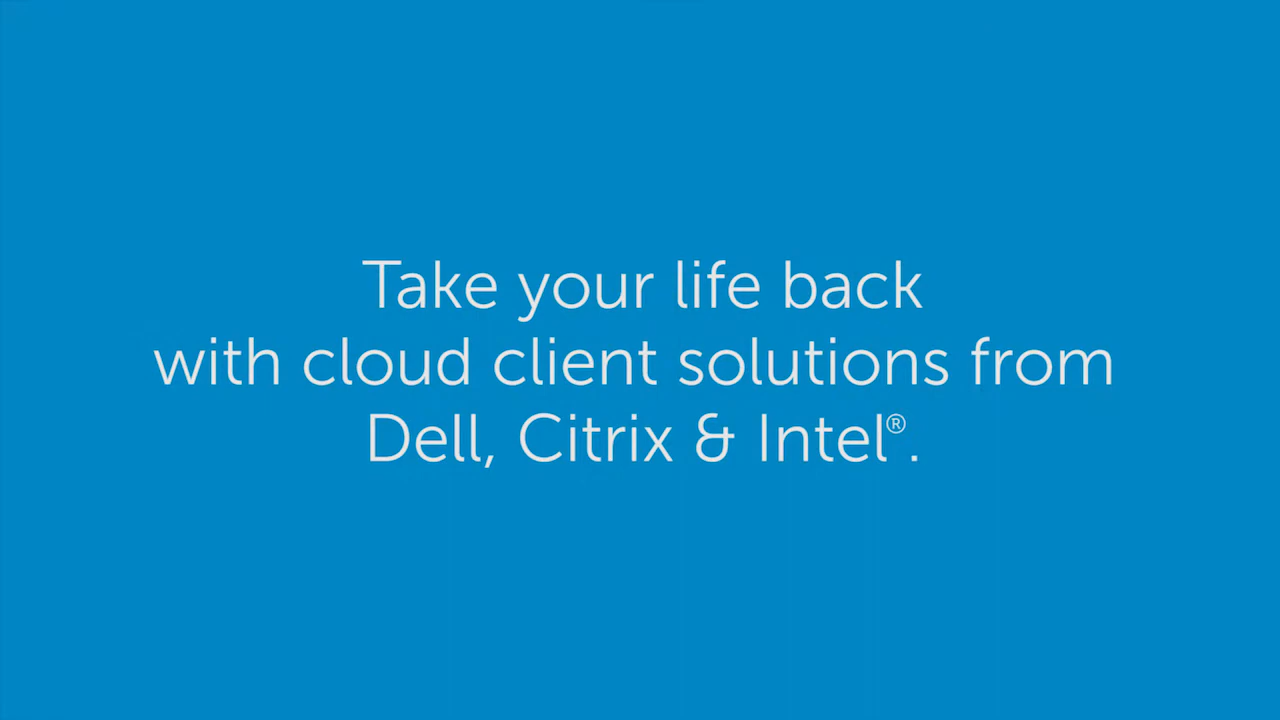 Take your life back
with cloud client solutions from
Dell, Citrix & Intel®.